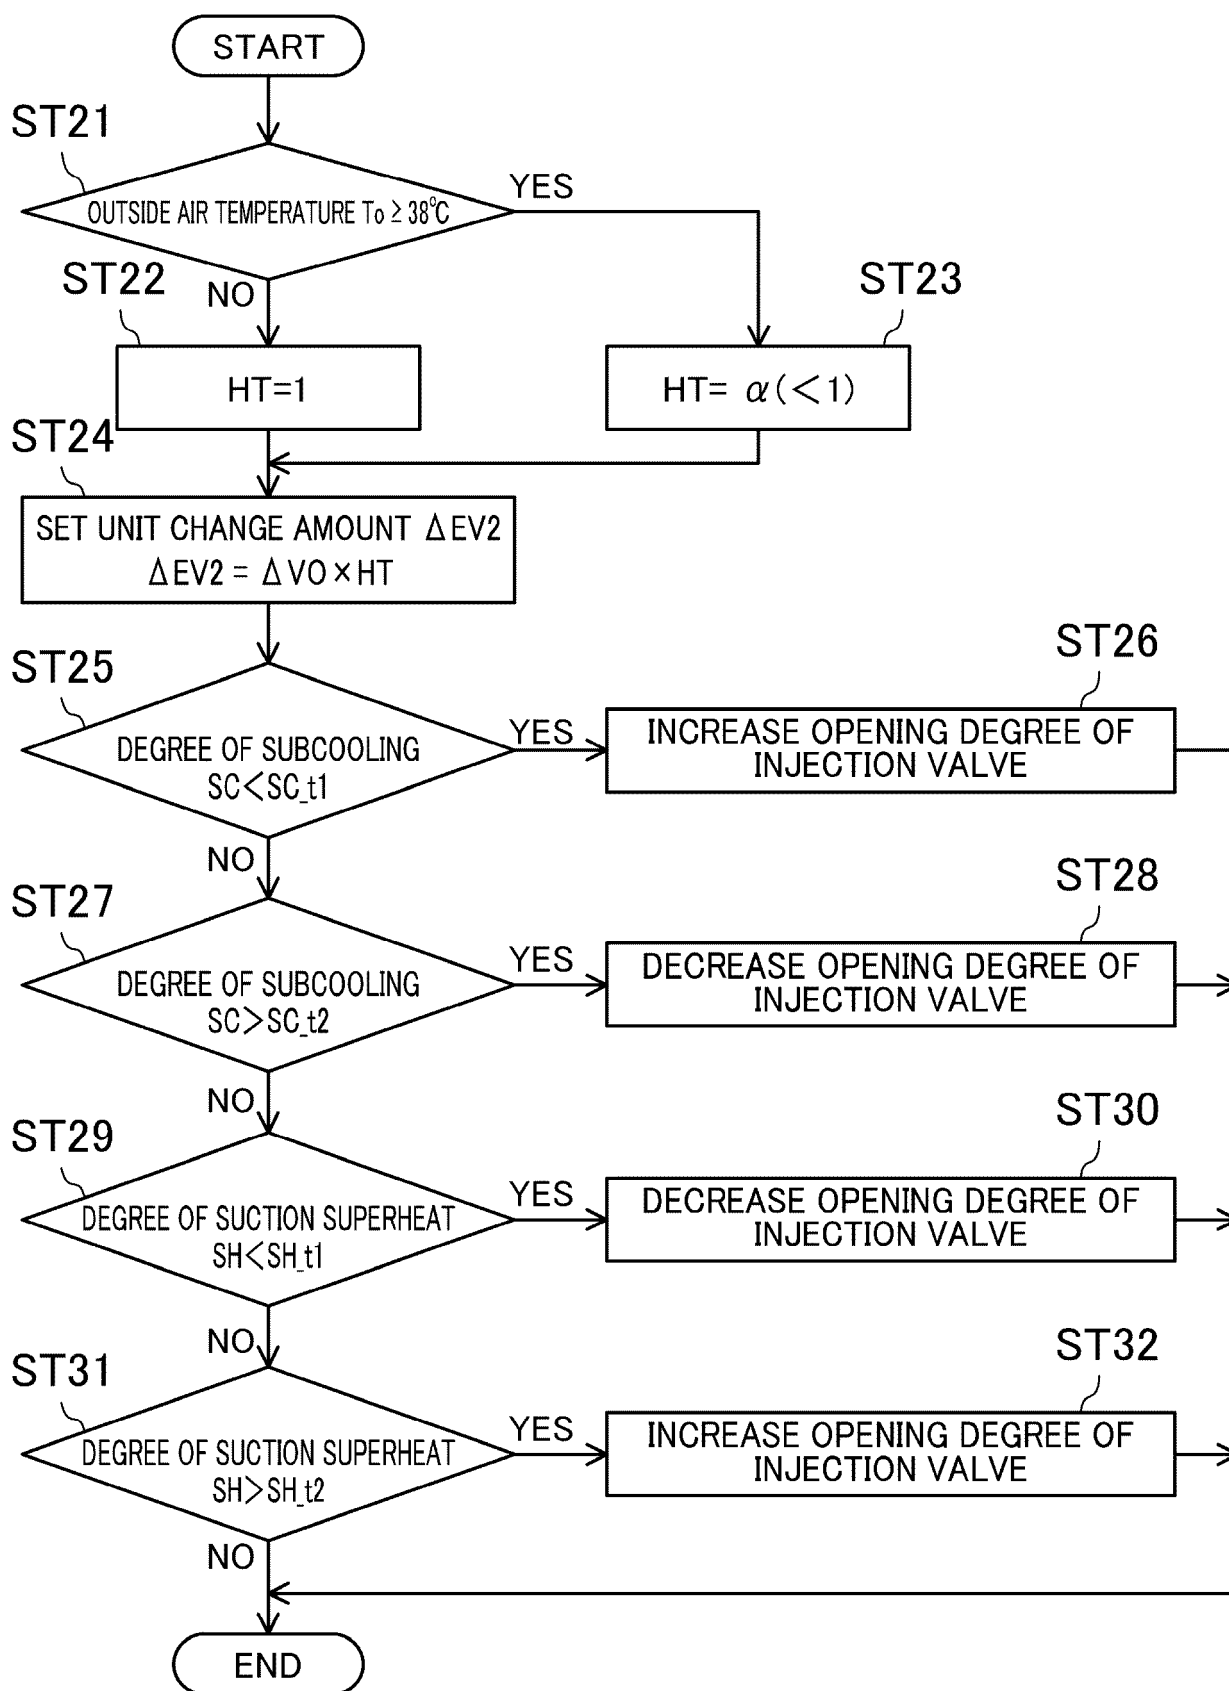 START
ST21
OUTSIDE AIR TEMPERATURE To ≥ 38°C
YES
NO
ST22
HT=1
ST23
HT= α(<1)
ST24
SET UNIT CHANGE AMOUNT ΔEV2
ΔEV2 = ΔVO × HT
ST25
DEGREE OF SUBCOOLING
SC<SC_t1
YES
NO
ST26
INCREASE OPENING DEGREE OF
INJECTION VALVE
ST27
DEGREE OF SUBCOOLING
SC>SC_t2
YES
NO
ST28
DECREASE OPENING DEGREE OF
INJECTION VALVE
ST29
DEGREE OF SUCTION SUPERHEAT
SH<SH_t1
YES
NO
ST30
DECREASE OPENING DEGREE OF
INJECTION VALVE
ST31
DEGREE OF SUCTION SUPERHEAT
SH>SH_t2
YES
NO
ST32
INCREASE OPENING DEGREE OF
INJECTION VALVE
END